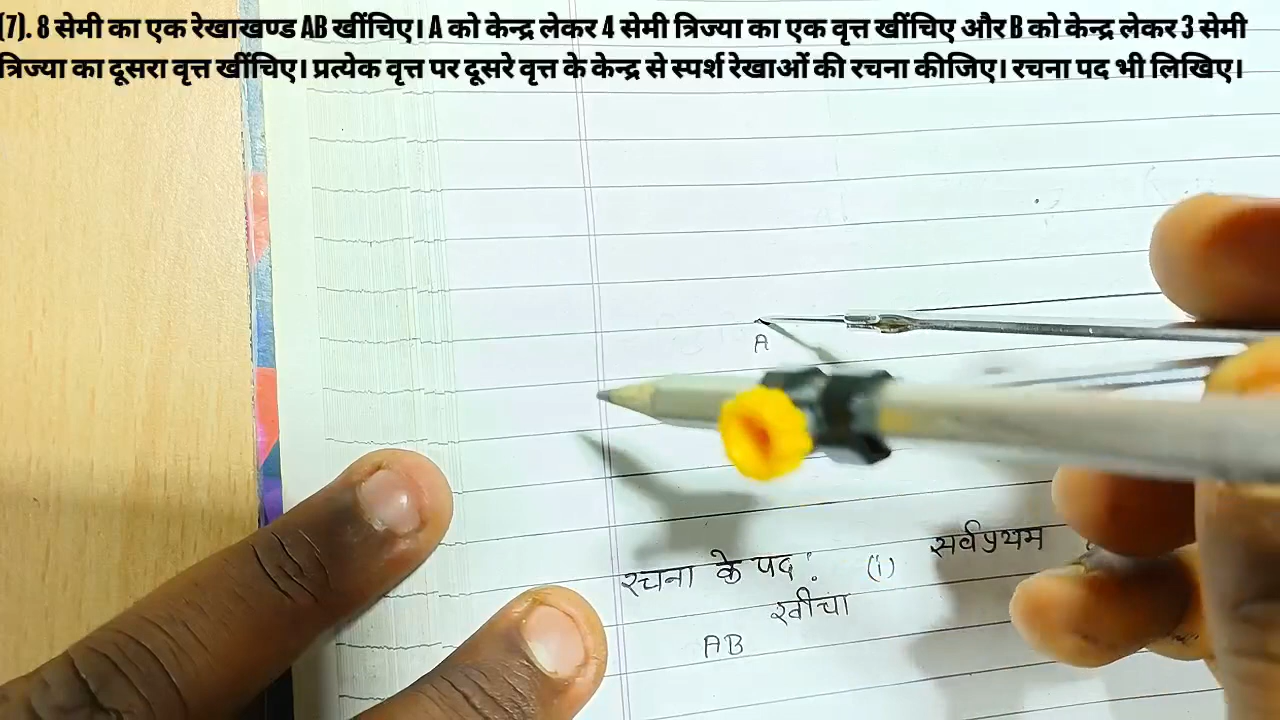 (7). 8 सेमी का एक रेखाखण्ड AB खींचिए। A को केन्द्र लेकर 4 सेमी त्रिज्या का एक वृत्त खींचिए और B को केन्द्र लेकर 3 सेमी
त्रिज्या का दूसरा वृत्त खींचिए। प्रत्येक वृत्त पर दूसरे वृत्त के केन्द्र से स्पर्श रेखाओं की रचना कीजिए। रचना पद भी लिखिए।
A
रचना के पद : (i) सर्वप्रथम
खीचा
AB